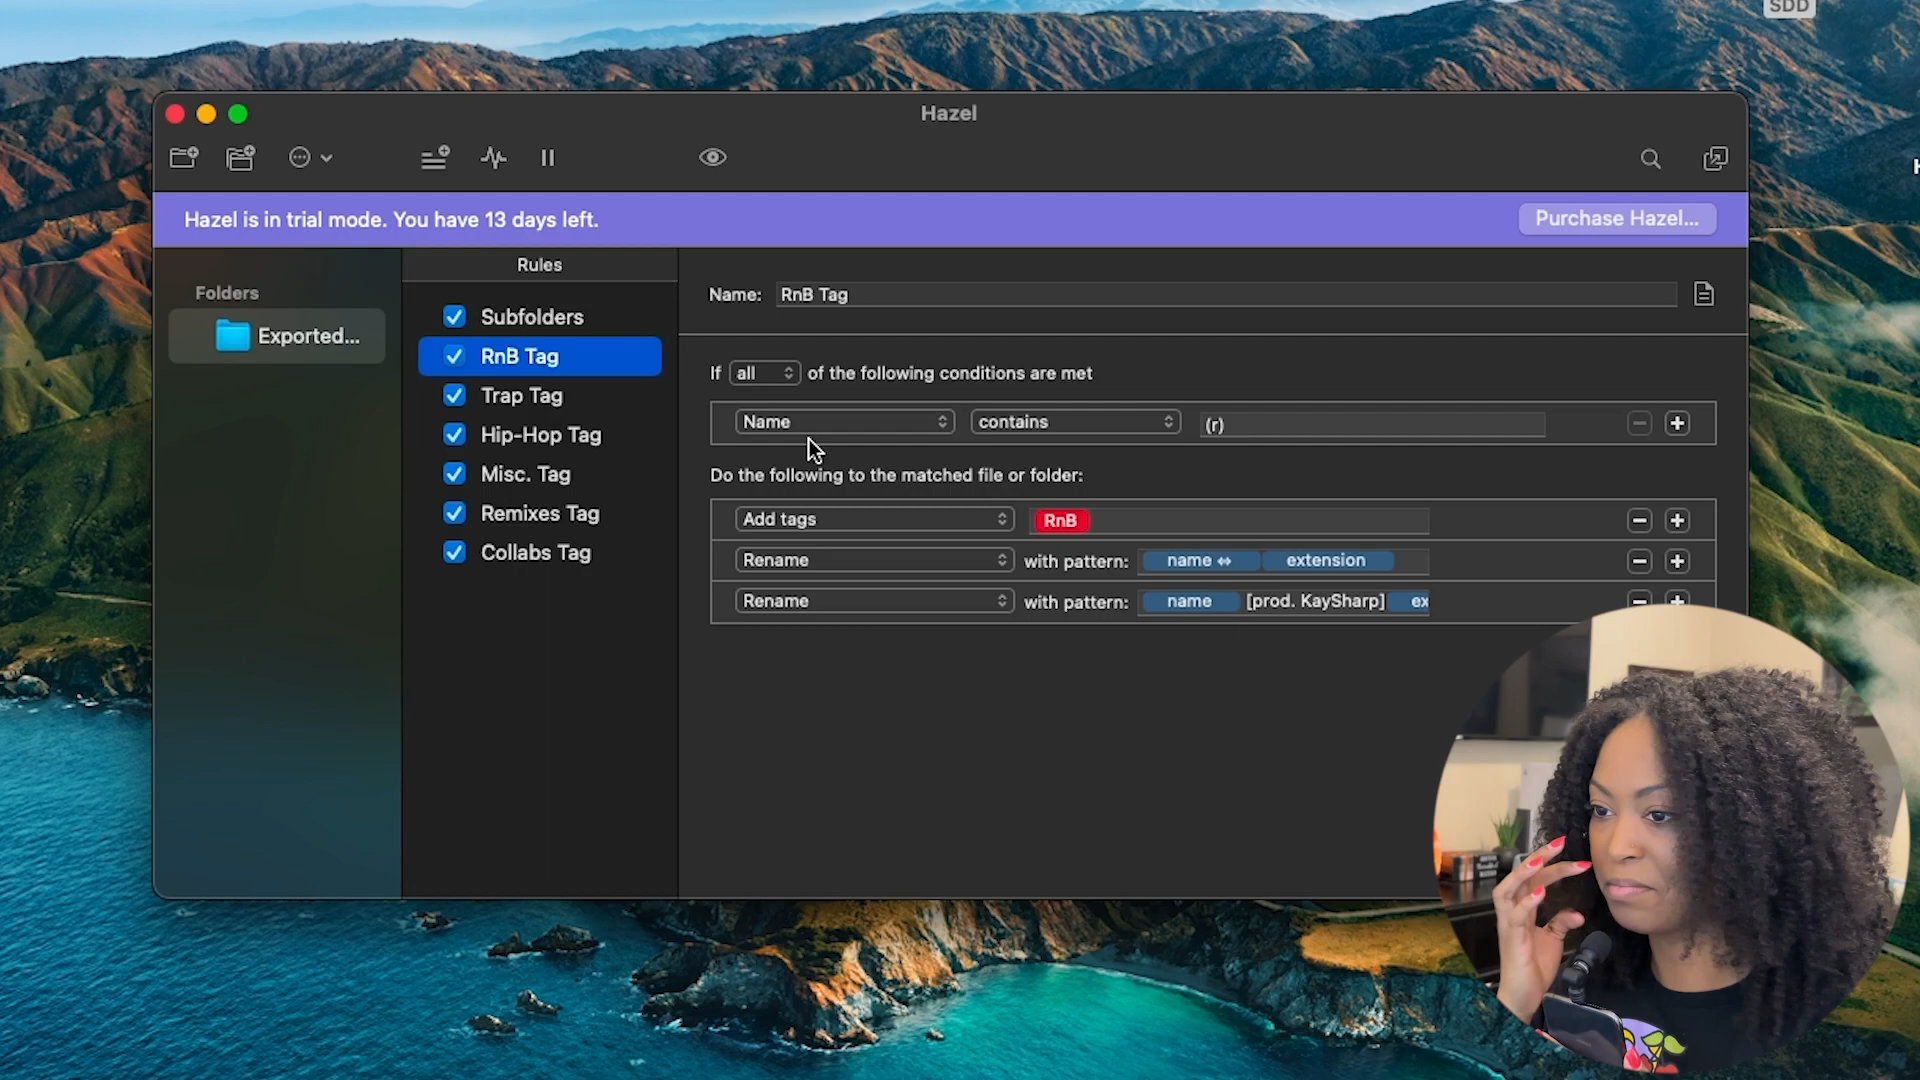 SDD
Hazel
Hazel is in trial mode. You have 13 days left.
Purchase Hazel...
Folders
Exported...
Rules
Subfolders
RnB Tag
Trap Tag
Hip-Hop Tag
Misc. Tag
Remixes Tag
Collabs Tag
Name: RnB Tag
If all of the following conditions are met
Name contains (r)
Do the following to the matched file or folder:
Add tags RnB
Rename with pattern: name ⇔ extension
Rename with pattern: name [prod. KaySharp] ex